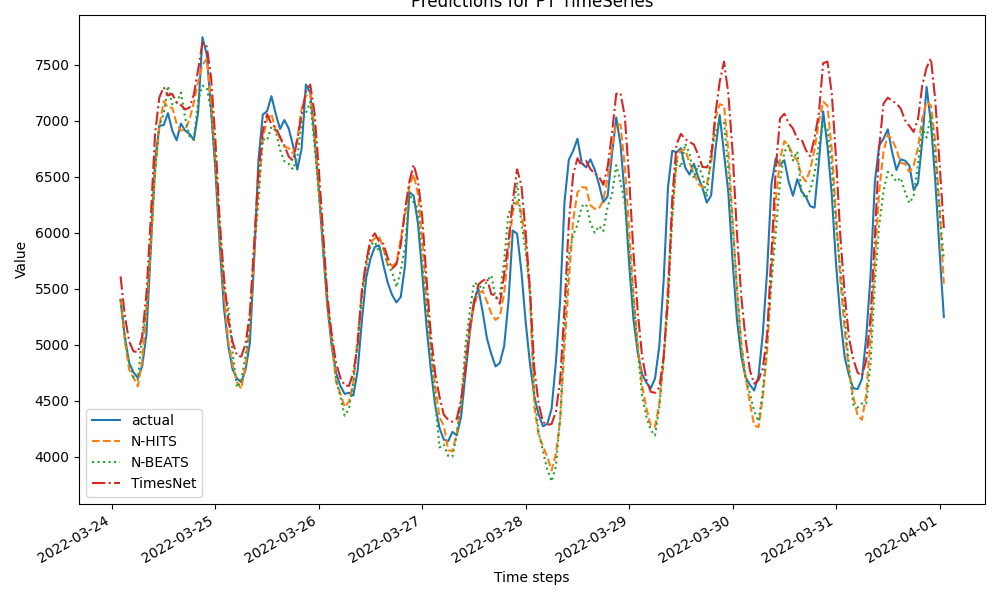 Predictions for PT TimeSeries
Value
7500
7000
6500
6000
5500
5000
4500
4000
actual
N-HITS
N-BEATS
TimesNet
2022-03-24
2022-03-25
2022-03-26
2022-03-27
2022-03-28
2022-03-29
2022-03-30
2022-03-31
2022-04-01
Time steps